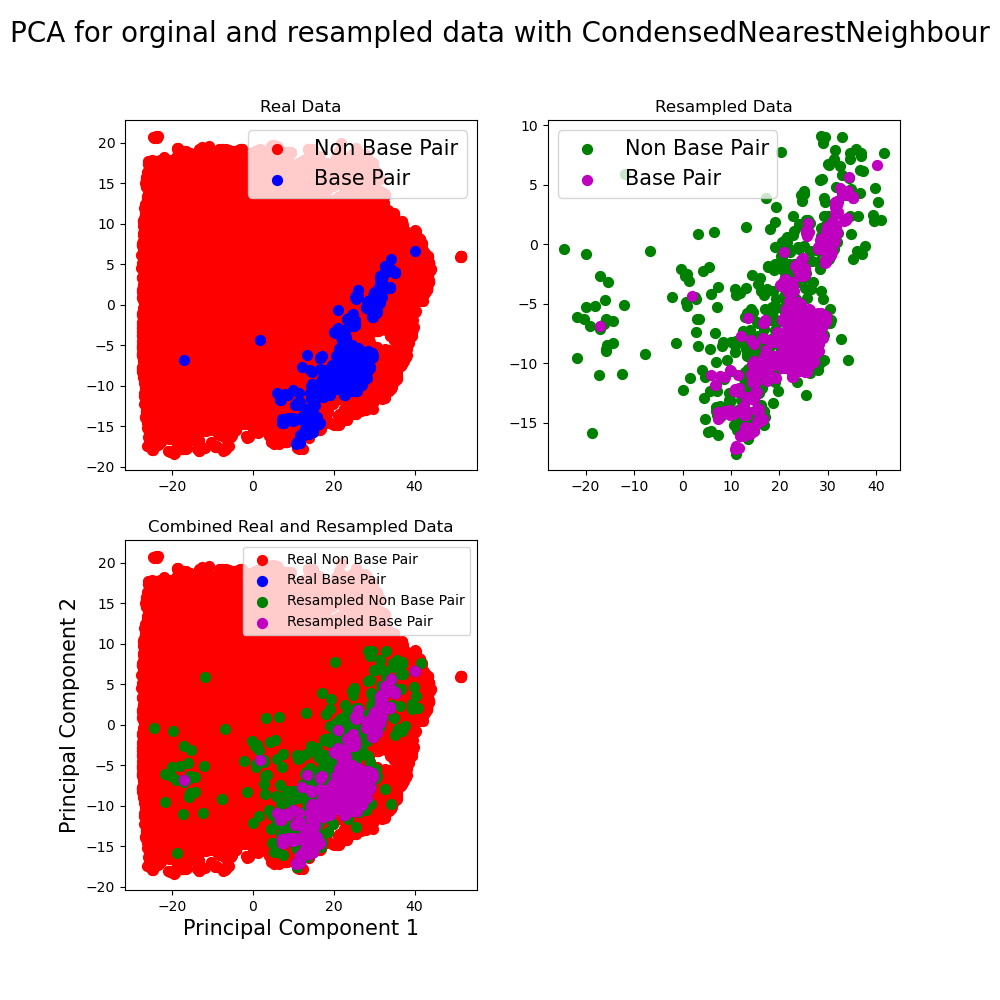 PCA for orginal and resampled data with CondensedNearestNeighbour
Real Data
Non Base Pair
Base Pair
20
15
10
5
0
−5
−10
−15
−20
−20
0
20
40
Resampled Data
Non Base Pair
Base Pair
10
5
0
−5
−10
−15
−20
−10
0
10
20
30
40
Combined Real and Resampled Data
Real Non Base Pair
Real Base Pair
Resampled Non Base Pair
Resampled Base Pair
Principal Component 2
20
15
10
5
0
−5
−10
−15
−20
−20
0
20
40
Principal Component 1